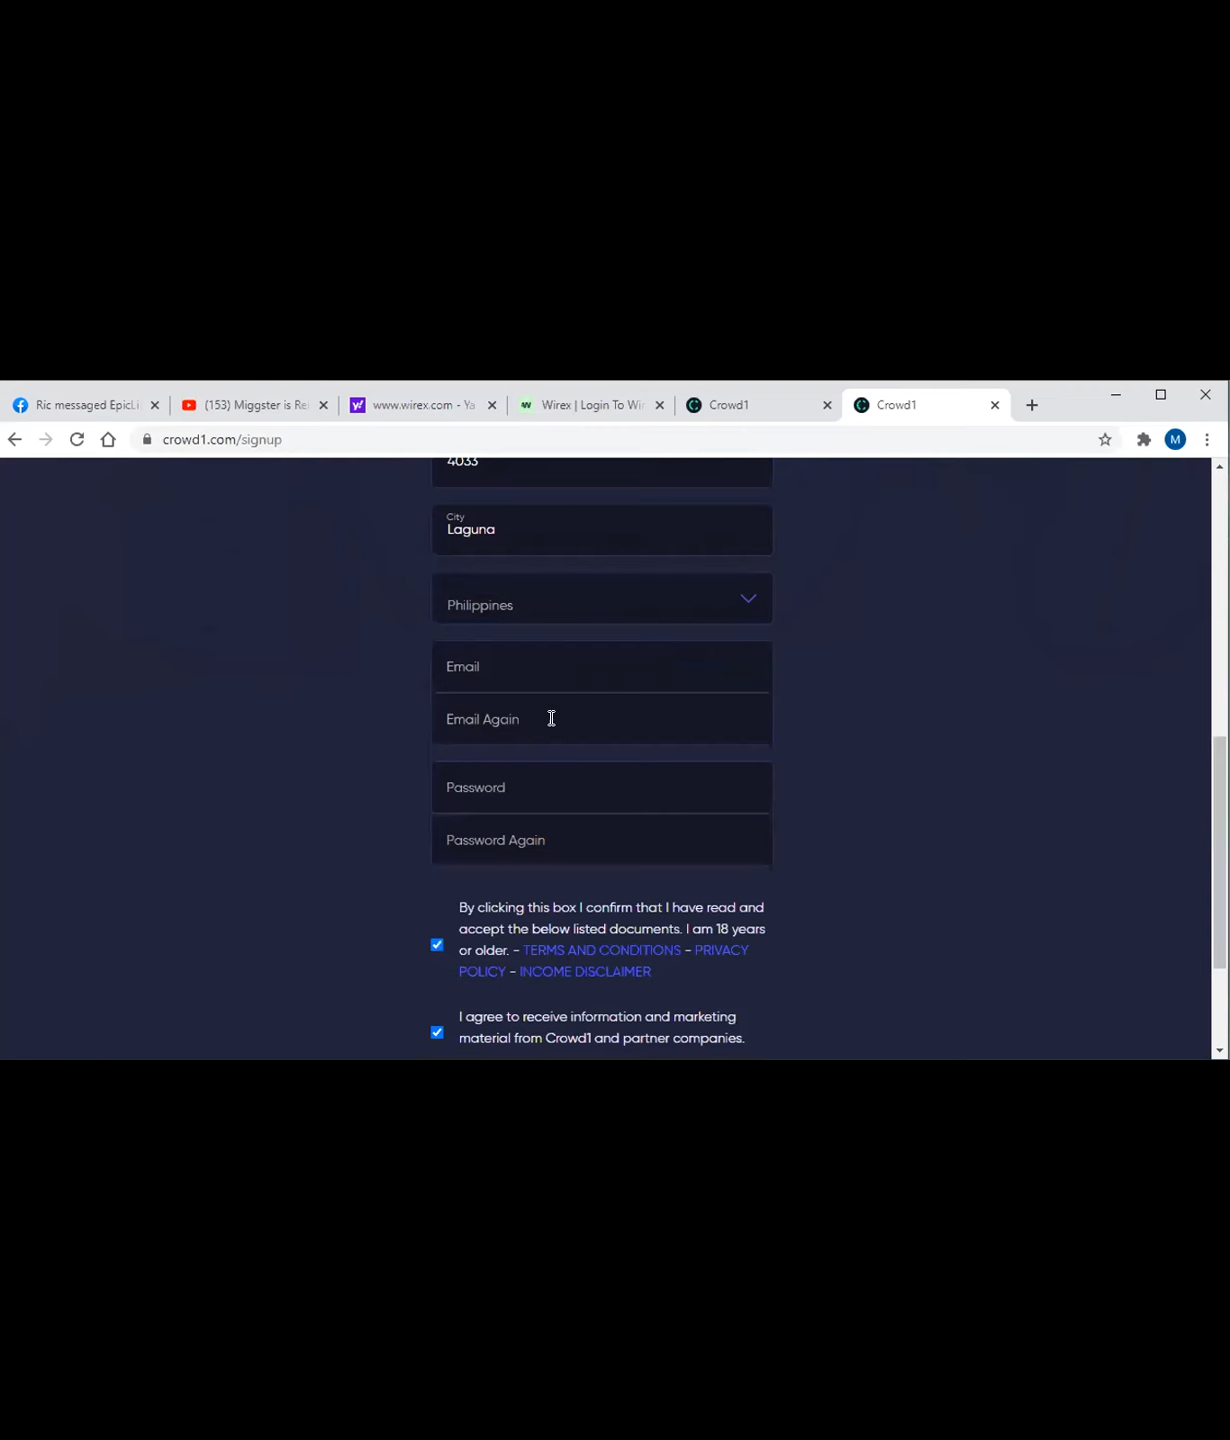 Ric messaged EpicLi
(153) Miggster is Re
www.wirex.com - Ya
Wirex | Login To Wir
Crowd1
Crowd1
crowd1.com/signup
M
4033
City
Laguna
Philippines
Email
Email Again
Password
Password Again
By clicking this box I confirm that I have read and
accept the below listed documents. I am 18 years
or older. - TERMS AND CONDITIONS - PRIVACY
POLICY - INCOME DISCLAIMER
I agree to receive information and marketing
material from Crowd1 and partner companies.